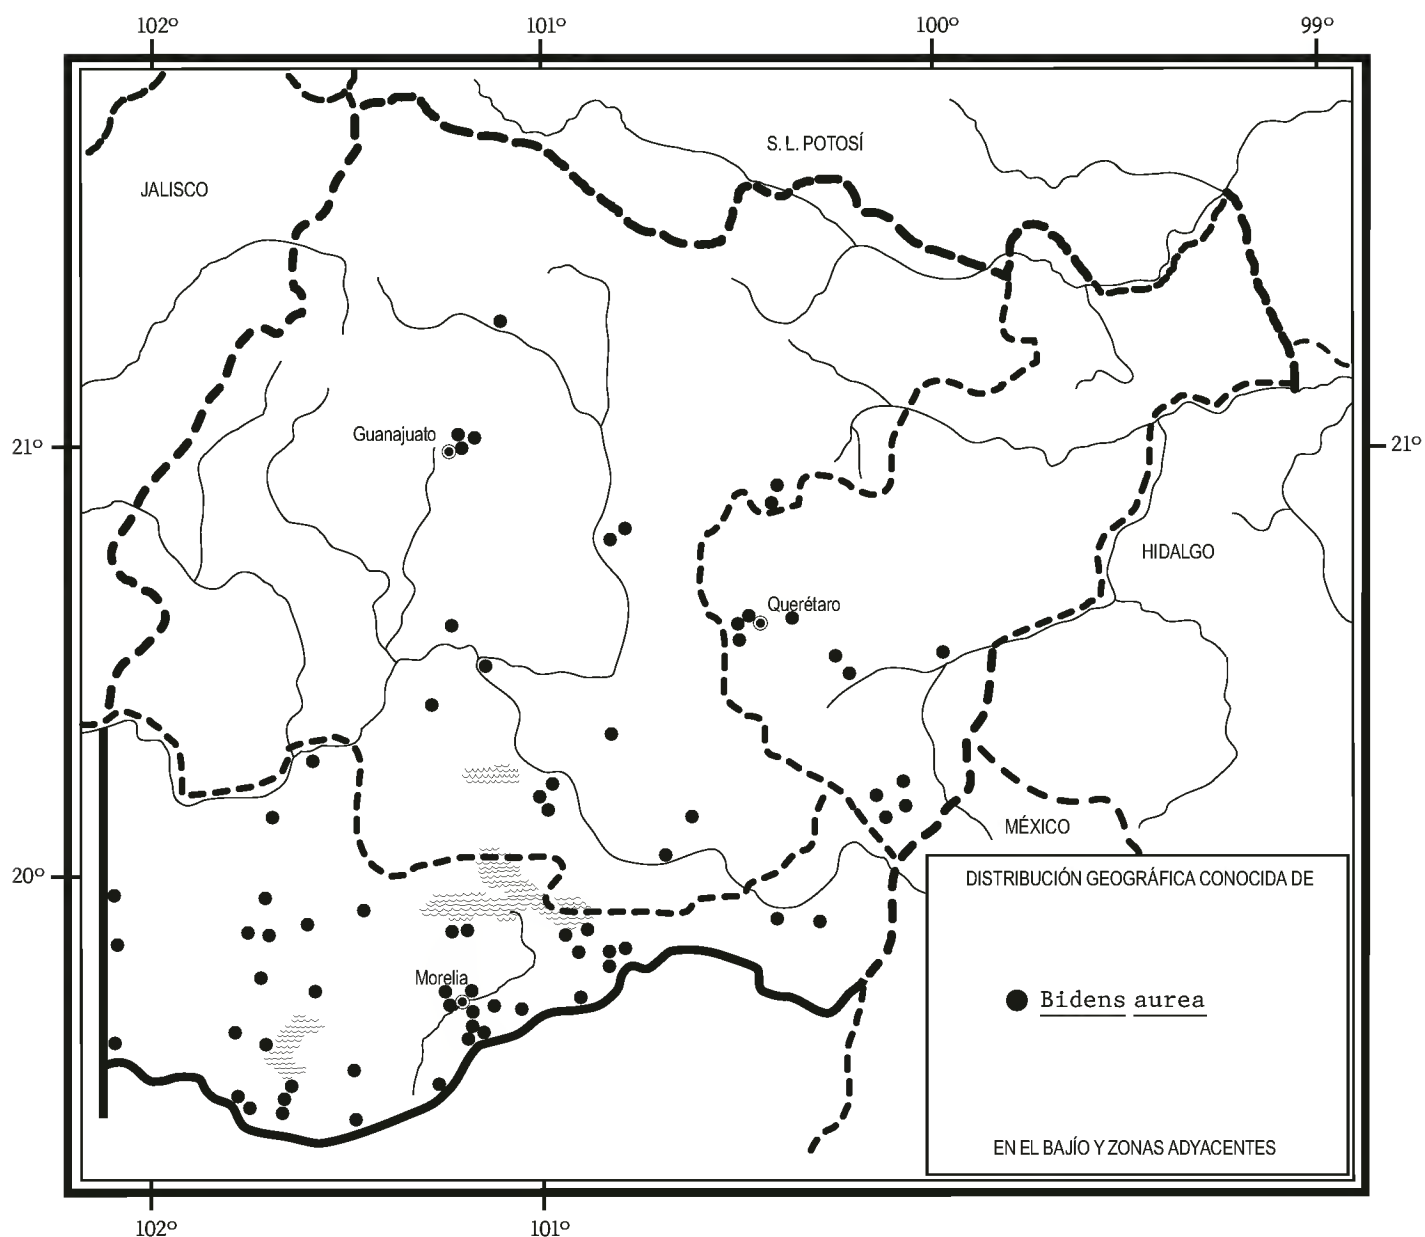 102º 101º 100º 99º
S. L. POTOSÍ
JALISCO
Guanajuato
21º 21º
HIDALGO
Querétaro
MÉXICO
20º
DISTRIBUCIÓN GEOGRÁFICA CONOCIDA DE
Morelia
Bidens aurea
EN EL BAJÍO Y ZONAS ADYACENTES
102º 101º